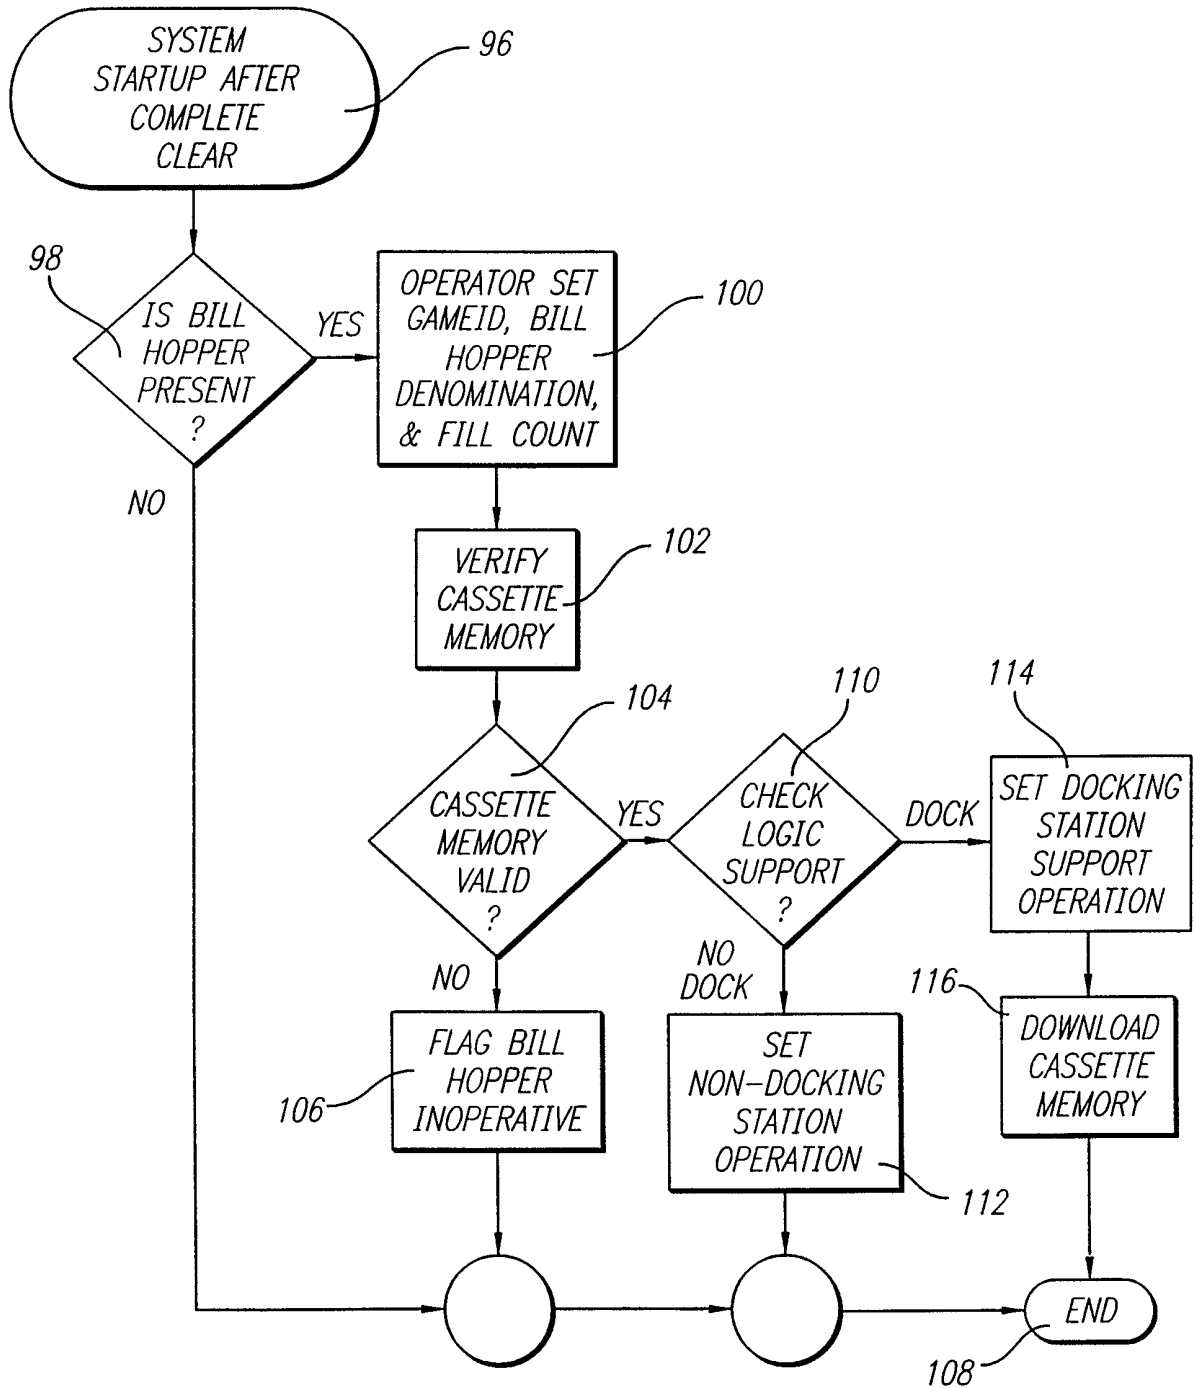 SYSTEM
STARTUP AFTER
COMPLETE
CLEAR
96
98
IS BILL
HOPPER
PRESENT
?
YES
NO
OPERATOR SET
GAMEID, BILL
HOPPER
DENOMINATION,
& FILL COUNT
100
VERIFY
CASSETTE
MEMORY
102
104
CASSETTE
MEMORY
VALID
?
YES
NO
110
CHECK
LOGIC
SUPPORT
?
DOCK
NO
DOCK
114
SET DOCKING
STATION
SUPPORT
OPERATION
116
DOWNLOAD
CASSETTE
MEMORY
FLAG BILL
HOPPER
INOPERATIVE
106
SET
NON-DOCKING
STATION
OPERATION
112
END
108